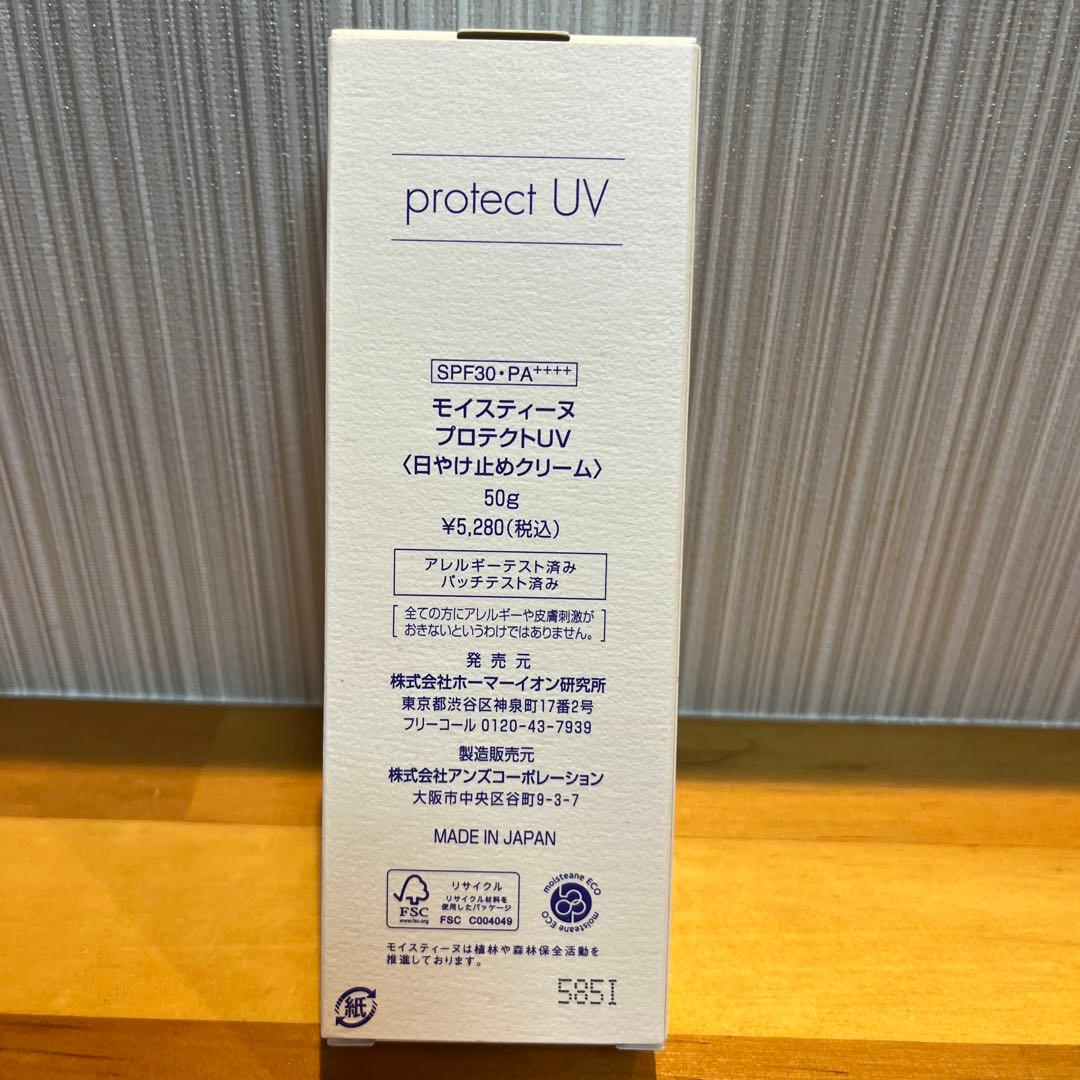 protect UV
SPF30・PA++++
モイスティーヌ
プロテクトUV
〈日やけ止めクリーム〉
50g
¥5,280(税込)
アレルギーテスト済み
パッチテスト済み
全ての方にアレルギーや皮膚刺激が
おきないというわけではありません。
発売元
株式会社ホーマーイオン研究所
東京都渋谷区神泉町17番2号
フリーコール 0120-43-7939
製造販売元
株式会社アンズコーポレーション
大阪市中央区谷町9-3-7
MADE IN JAPAN
FSC
www.fsc.org
リサイクル
リサイクル材料を
使用したパッケージ
FSC C004049
moisteane ECO
moisteane ECO
モイスティーヌは植林や森林保全活動を
推進しております。
585I
紙